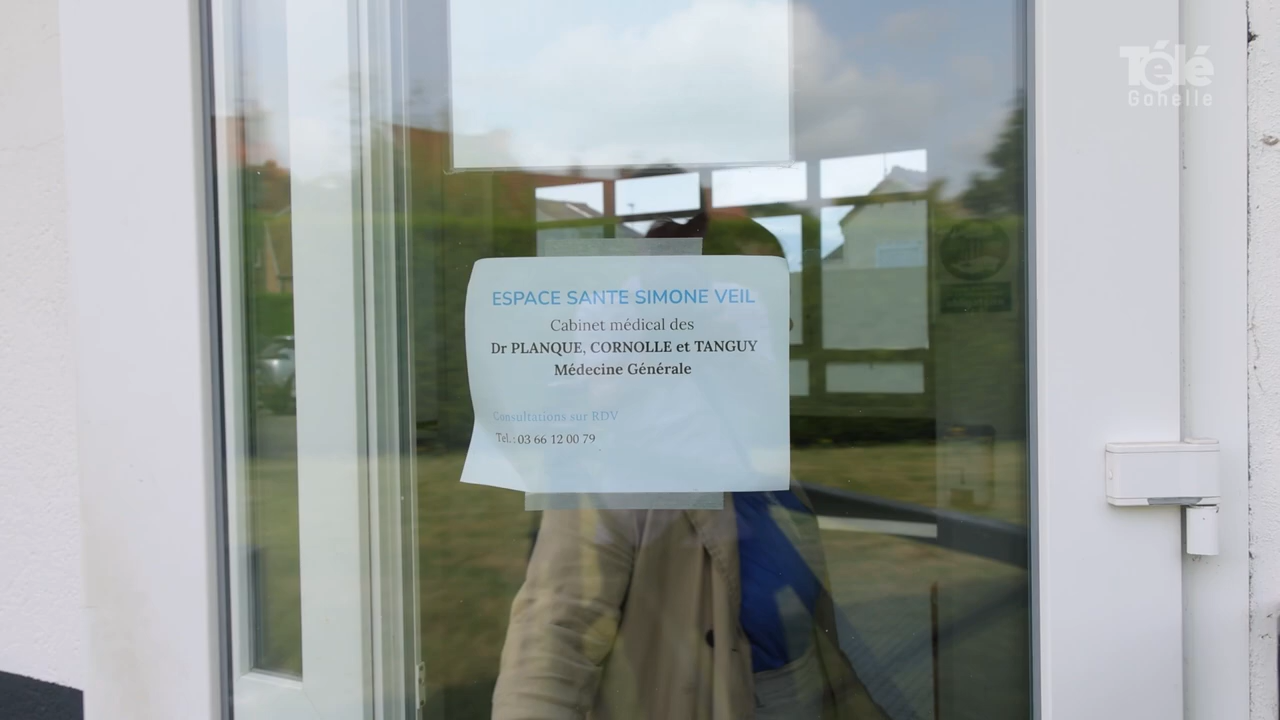 Télé
Gohelle
ESPACE SANTE SIMONE VEIL
Cabinet médical des
Dr PLANQUE, CORNOLLE et TANGUY
Médecine Générale
Consultations sur RDV
Tel. : 03 66 12 00 79